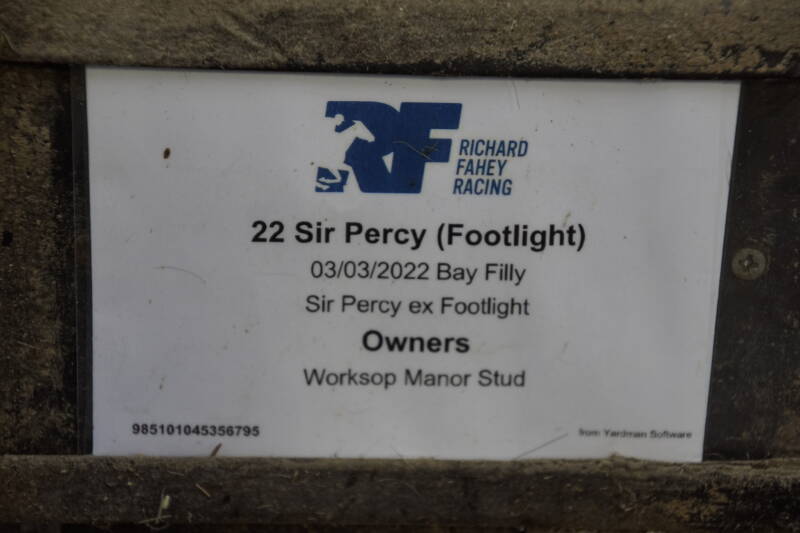 RF
RICHARD
FAHEY
RACING
22 Sir Percy (Footlight)
03/03/2022 Bay Filly
Sir Percy ex Footlight
Owners
Worksop Manor Stud
985101045356795
from Yardman Software